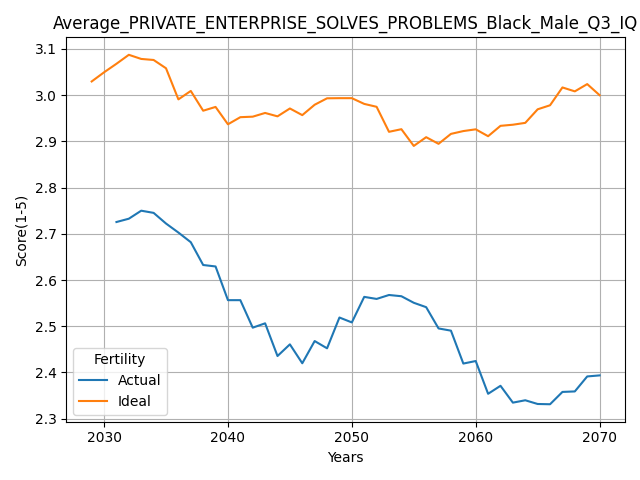 Average_PRIVATE_ENTERPRISE_SOLVES_PROBLEMS_Black_Male_Q3_IQ
3.1
3.0
2.9
2.8
2.7
2.6
2.5
2.4
2.3
Score(1-5)
Fertility
Actual
Ideal
2030 2040 2050 2060 2070
Years